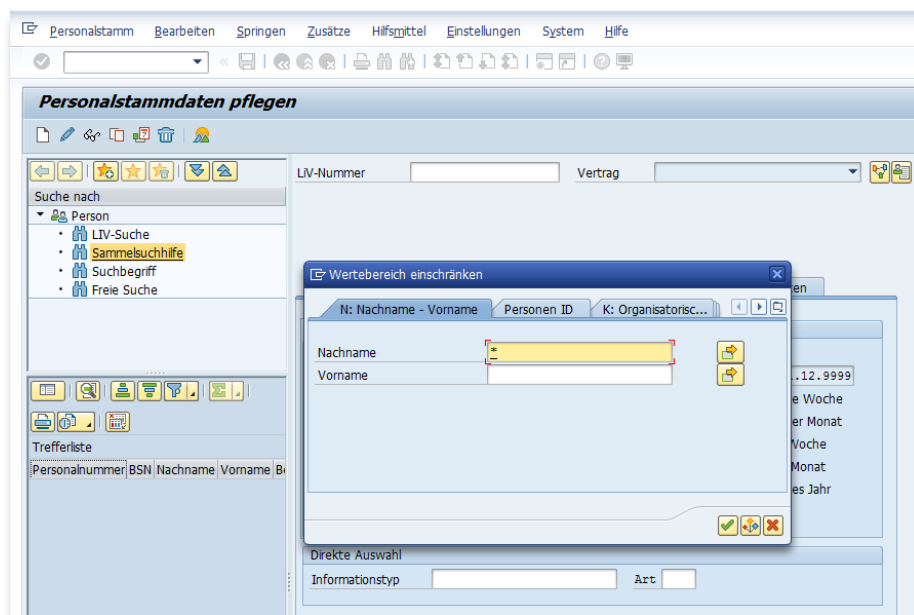 Personalstamm Bearbeiten Springen Zusätze Hilfsmittel Einstellungen System Hilfe
Personalstammdaten pflegen
LiV-Nummer Vertrag
Suche nach
Person
LIV-Suche
Sammelsuchhilfe
Suchbegriff
Freie Suche
Wertebereich einschränken
en
N: Nachname - Vorname Personen ID K: Organisatorisc...
Nachname *
Vorname
.12.9999
e Woche
er Monat
Woche
Monat
es Jahr
Trefferliste
Personalnummer BSN Nachname Vorname Be
Direkte Auswahl
Informationstyp Art